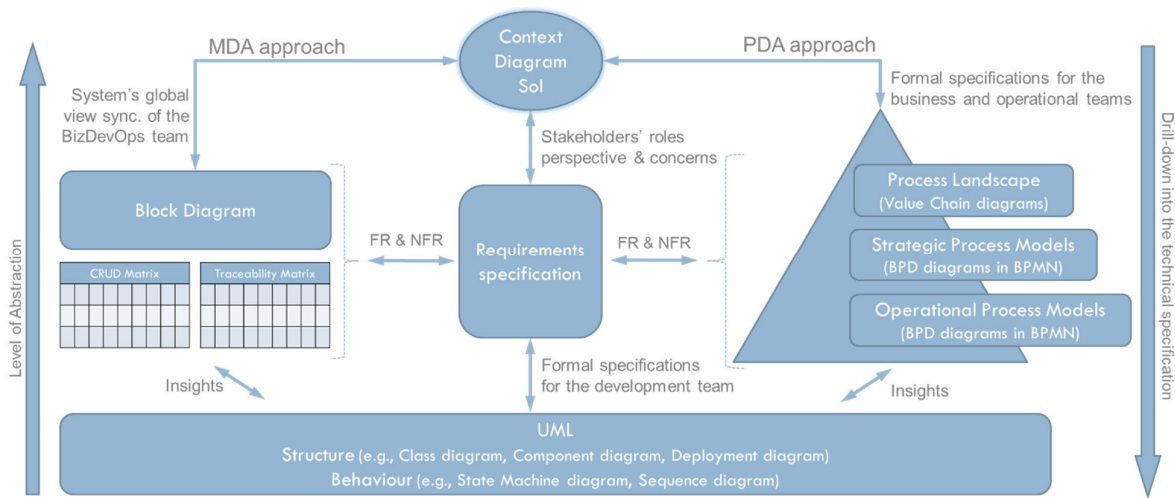 MDA approach
Context
Diagram
SoI
PDA approach
System's global
view sync. of the
BizDevOps team
Stakeholders' roles
perspective & concerns
Formal specifications for the
business and operational teams
Level of Abstraction
Block Diagram
CRUD Matrix
Traceability Matrix
FR & NFR
Requirements
specification
FR & NFR
Process Landscape
(Value Chain diagrams)
Strategic Process Models
(BPD diagrams in BPMN)
Operational Process Models
(BPD diagrams in BPMN)
Drill-down into the technical specification
Insights
Formal specifications
for the development team
Insights
UML
Structure (e.g., Class diagram, Component diagram, Deployment diagram)
Behaviour (e.g., State Machine diagram, Sequence diagram)